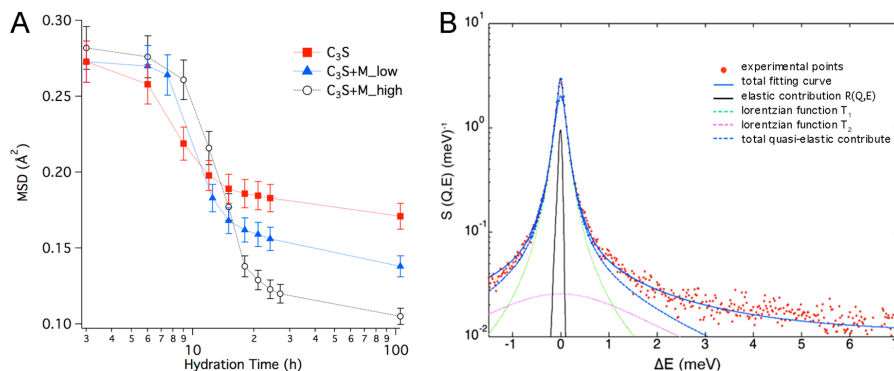 A
0.30
0.25
0.20
0.15
0.10
MSD (Å²)
C₃S
C₃S+M_low
C₃S+M_high
3
4
5
6
7
8
9
10
2
3
4
5
6
7
8
9
100
Hydration Time (h)
B
10¹
10⁰
10⁻¹
10⁻²
S (Q,E) (meV)⁻¹
experimental points
total fitting curve
elastic contribution R(Q,E)
lorentzian function T₁
lorentzian function T₂
total quasi-elastic contribute
-1
0
1
2
3
4
5
6
7
ΔE (meV)